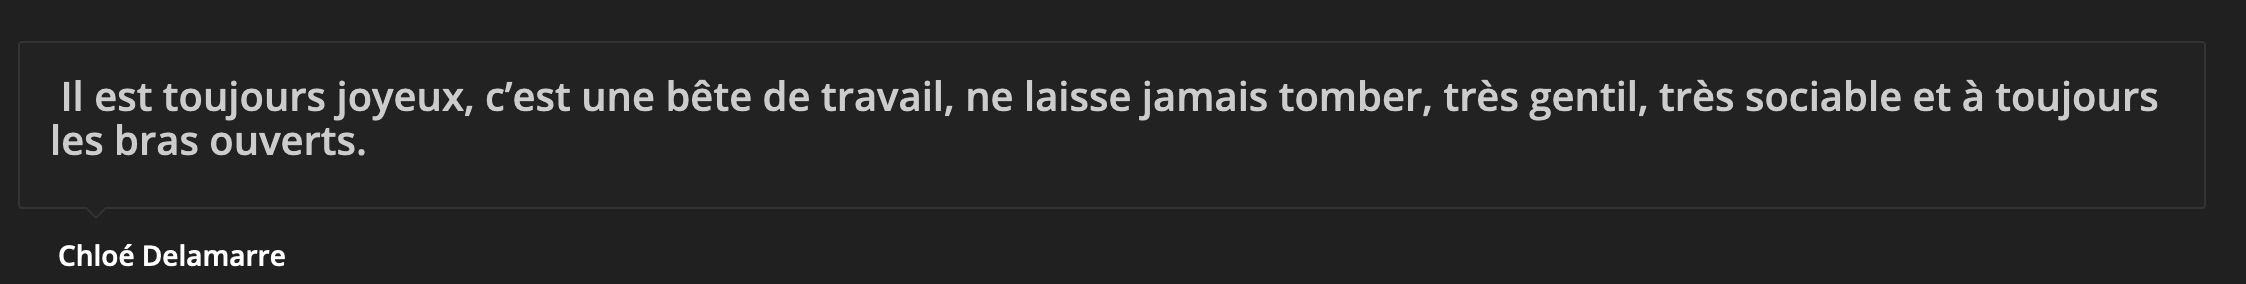 Il est toujours joyeux, c’est une bête de travail, ne laisse jamais tomber, très gentil, très sociable et à toujours
les bras ouverts.
Chloé Delamarre